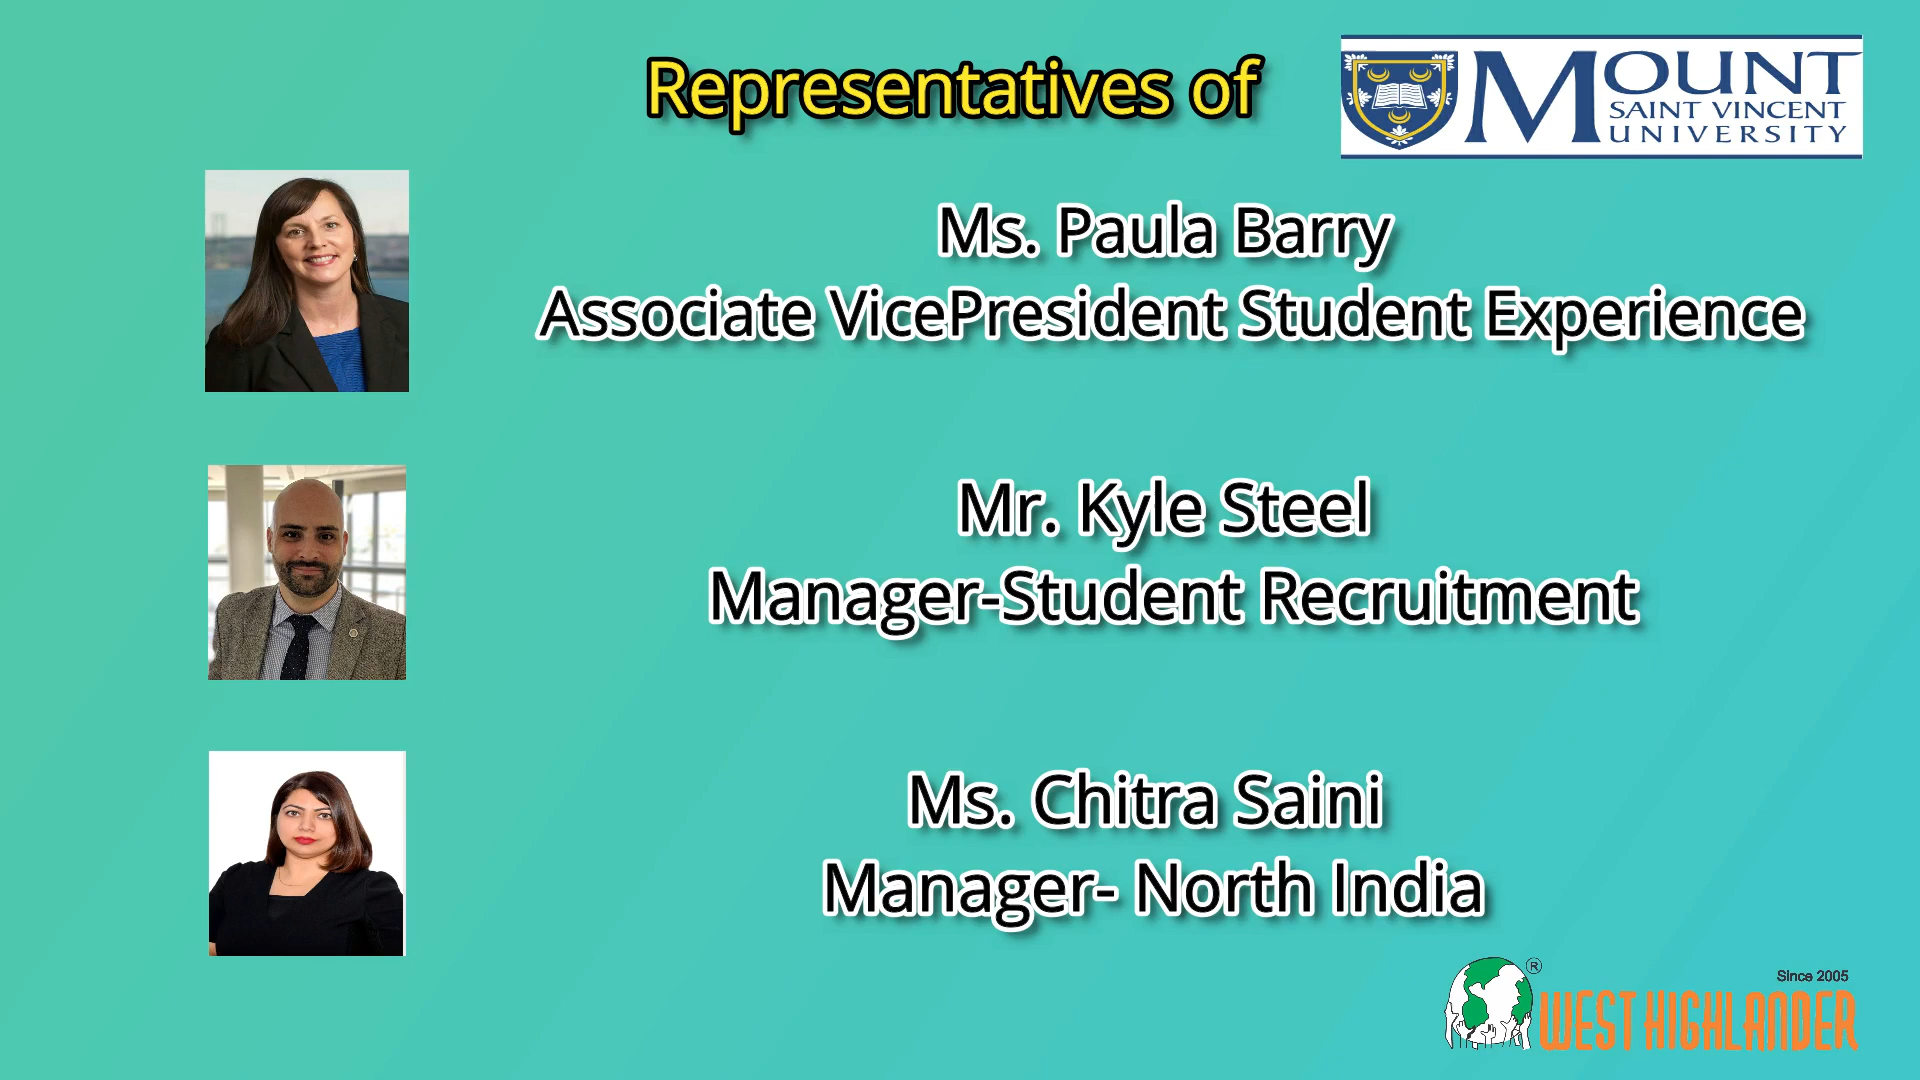 Representatives of
MOUNT
SAINT VINCENT
UNIVERSITY
Ms. Paula Barry
Associate VicePresident Student Experience
Mr. Kyle Steel
Manager-Student Recruitment
Ms. Chitra Saini
Manager- North India
®
Since 2005
WEST HIGHLANDER